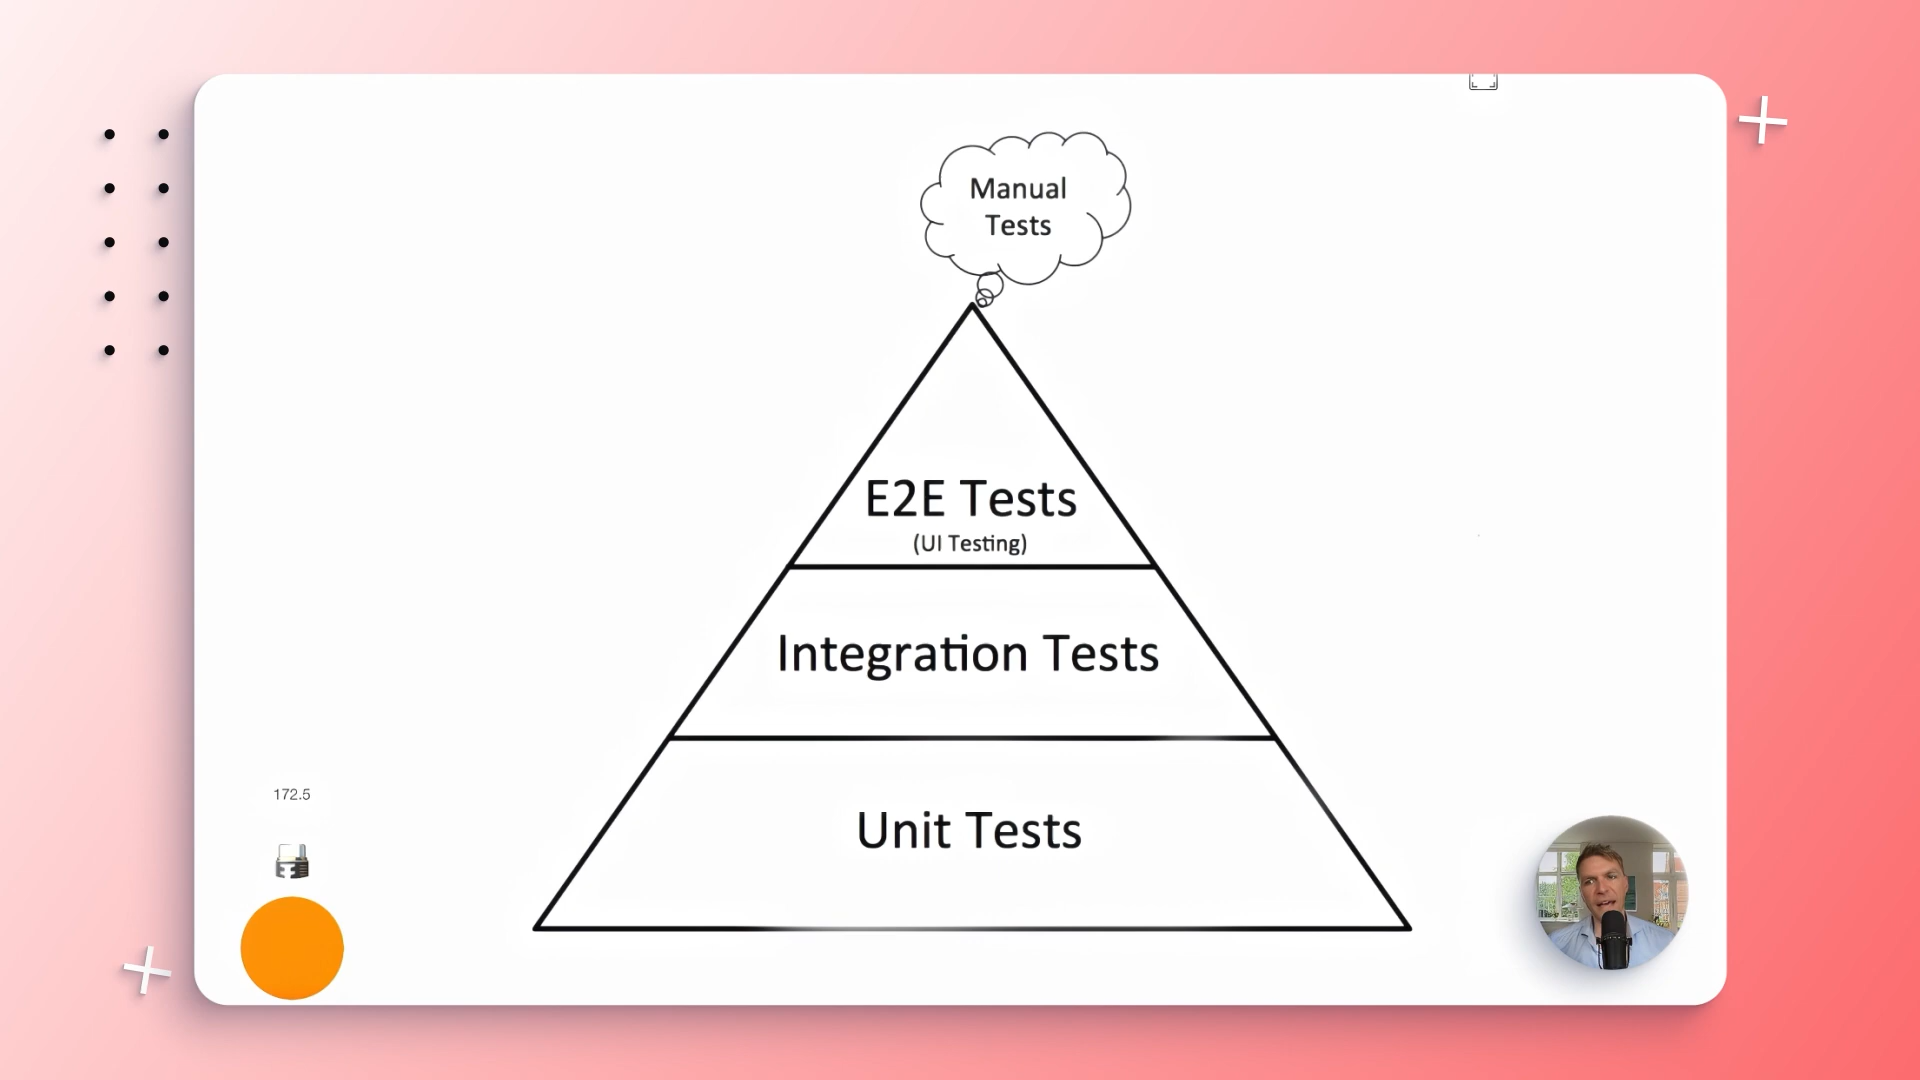 Manual
Tests
E2E Tests
(UI Testing)
Integration Tests
Unit Tests
172.5